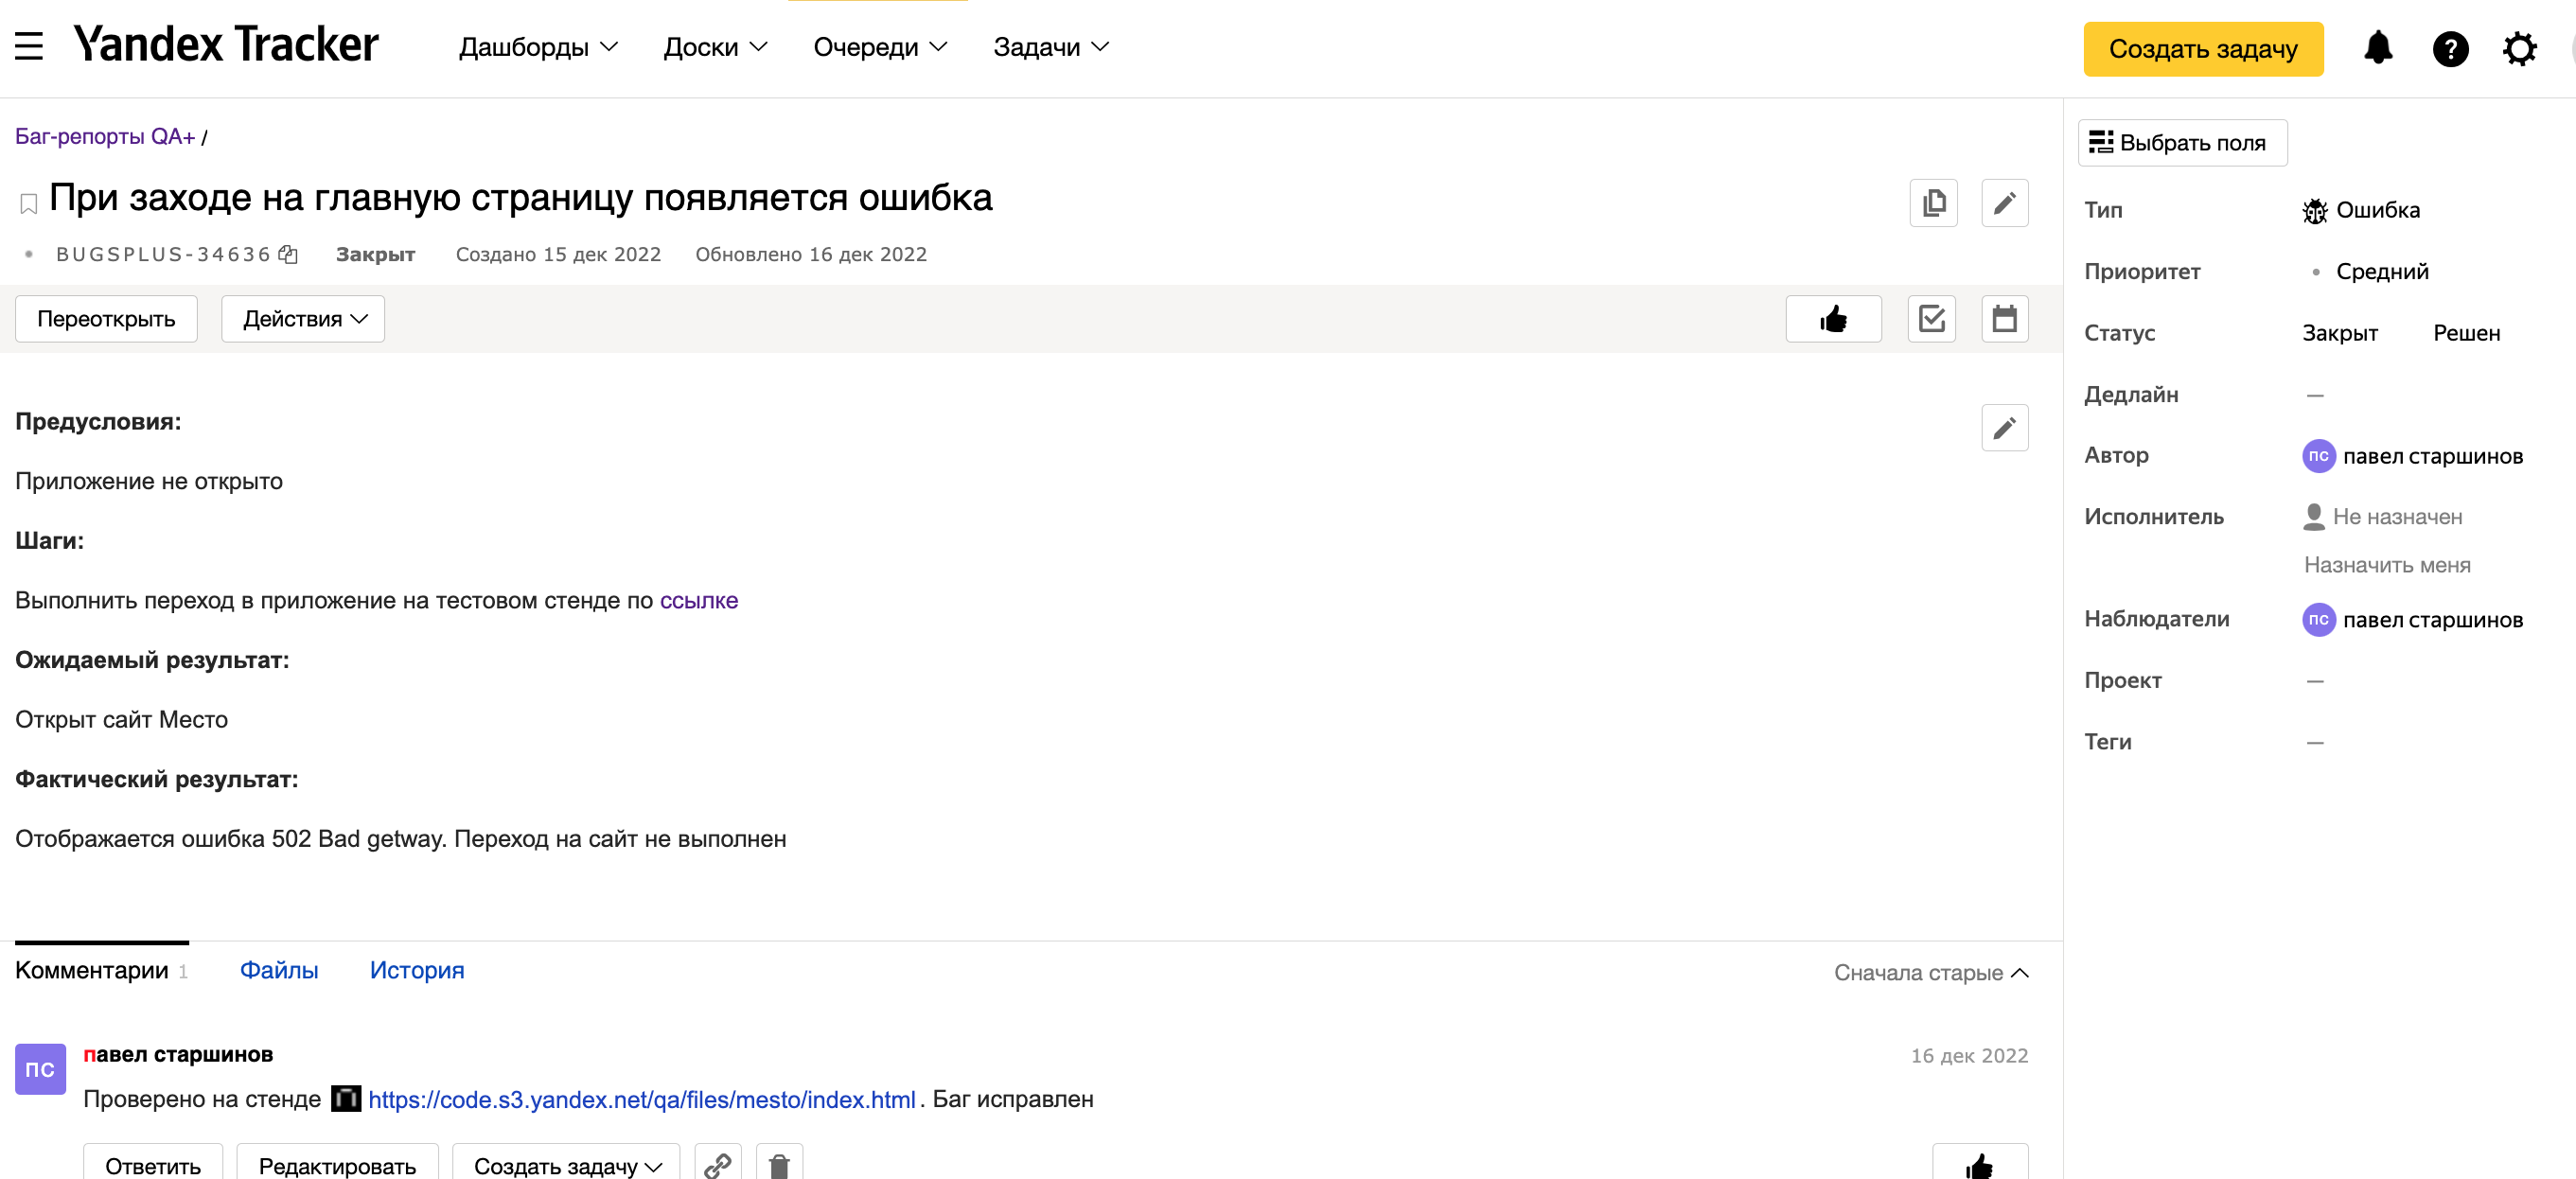 Yandex Tracker Дашборды Доски Очереди Задачи Создать задачу ?
Баг-репорты QA+ /
При заходе на главную страницу появляется ошибка
BUGSPLUS-34636 Закрыт Создано 15 дек 2022 Обновлено 16 дек 2022
Переоткрыть Действия
Предусловия:
Приложение не открыто
Шаги:
Выполнить переход в приложение на тестовом стенде по ссылке
Ожидаемый результат:
Открыт сайт Место
Фактический результат:
Отображается ошибка 502 Bad getway. Переход на сайт не выполнен
Комментарии 1 Файлы История Сначала старые
ПС павел старшинов 16 дек 2022
Проверено на стенде https://code.s3.yandex.net/qa/files/mesto/index.html. Баг исправлен
Ответить Редактировать Создать задачу
Выбрать поля
Тип Ошибка
Приоритет Средний
Статус Закрыт Решен
Дедлайн —
Автор ПС павел старшинов
Исполнитель Не назначен
Назначить меня
Наблюдатели ПС павел старшинов
Проект —
Теги —